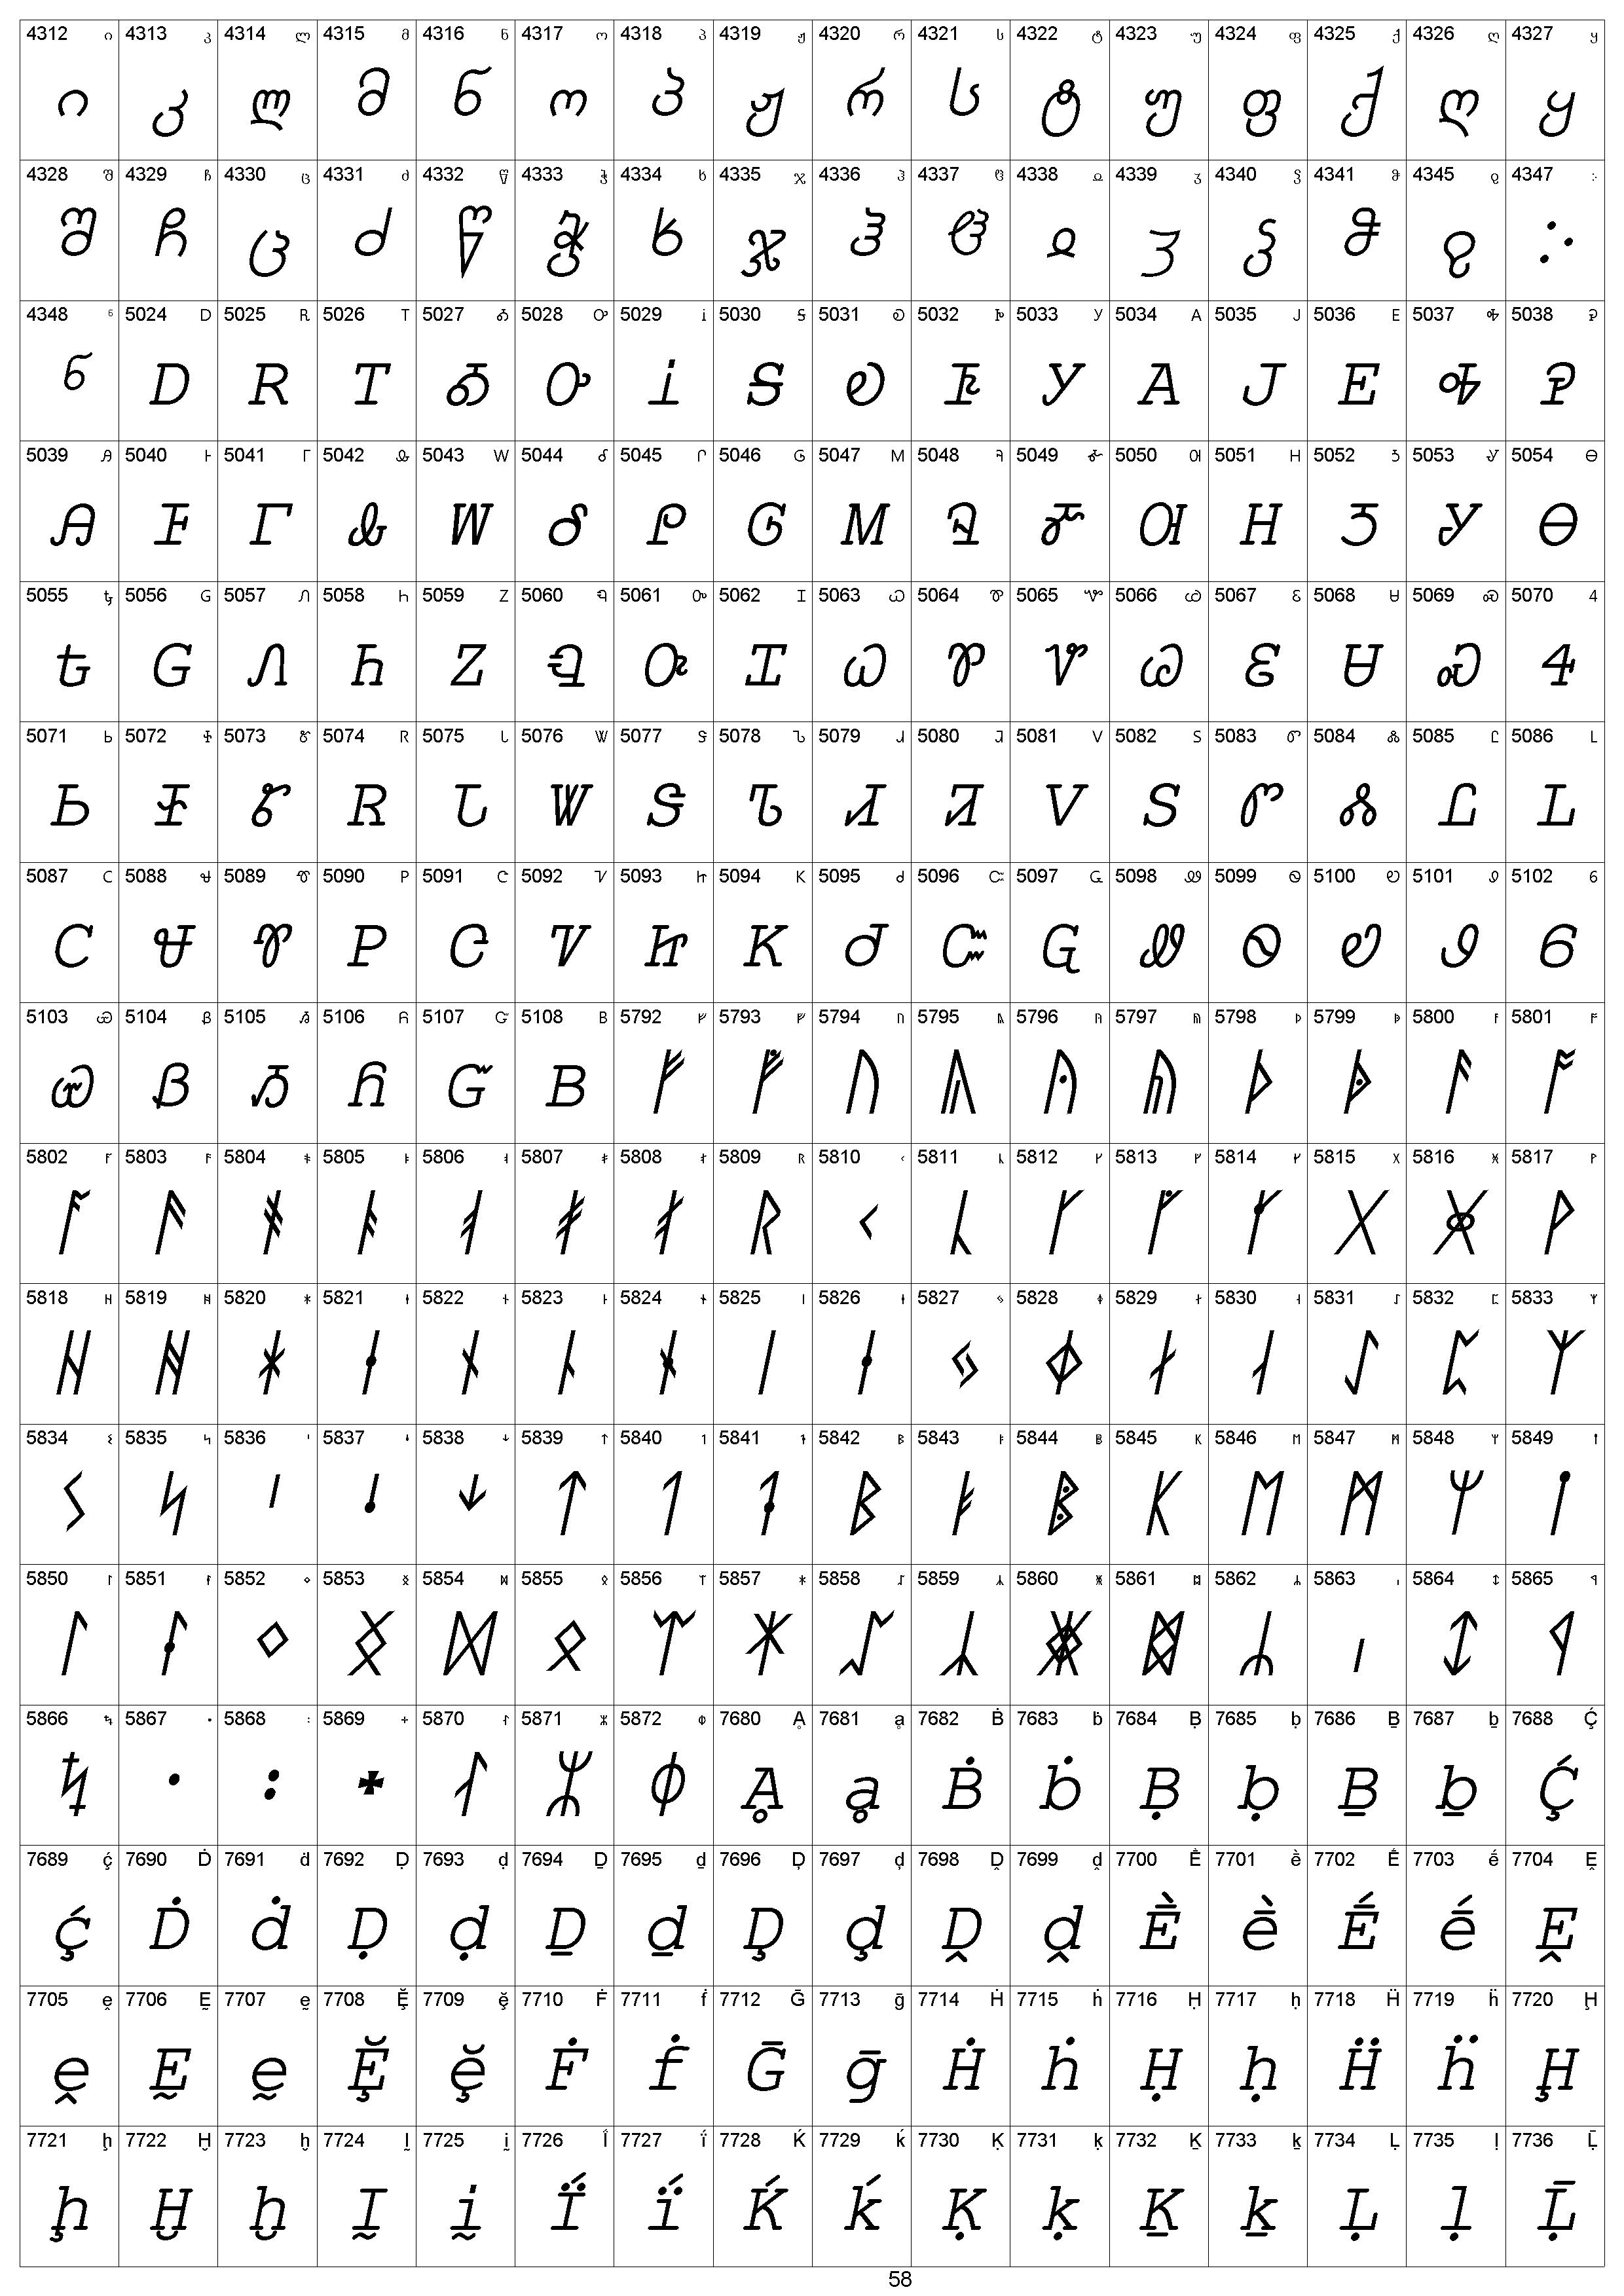 4312 ი 4313 კ 4314 ლ 4315 მ 4316 ნ 4317 ო 4318 პ 4319 ჟ 4320 რ 4321 ს 4322 ტ 4323 უ 4324 ფ 4325 ქ 4326 ღ 4327 ყ
ი კ ლ მ ნ ო პ ჟ რ ს ტ უ ფ ქ ღ ყ
4328 შ 4329 ჩ 4330 ც 4331 ძ 4332 წ 4333 ჭ 4334 ხ 4335 ჯ 4336 ჰ 4337 ჱ 4338 ჲ 4339 ჳ 4340 ჴ 4341 ჵ 4345 ჹ 4347 ჻
შ ჩ ც ძ წ ჭ ხ ჯ ჰ ჱ ჲ ჳ ჴ ჵ ჹ ჻
4348 ჼ 5024 Ꭰ 5025 Ꭱ 5026 Ꭲ 5027 Ꭳ 5028 Ꭴ 5029 Ꭵ 5030 Ꭶ 5031 Ꭷ 5032 Ꭸ 5033 Ꭹ 5034 Ꭺ 5035 Ꭻ 5036 Ꭼ 5037 Ꭽ 5038 Ꭾ
ჼ Ꭰ Ꭱ Ꭲ Ꭳ Ꭴ Ꭵ Ꭶ Ꭷ Ꭸ Ꭹ Ꭺ Ꭻ Ꭼ Ꭽ Ꭾ
5039 Ꭿ 5040 Ꮀ 5041 Ꮁ 5042 Ꮂ 5043 Ꮃ 5044 Ꮄ 5045 Ꮅ 5046 Ꮆ 5047 Ꮇ 5048 Ꮈ 5049 Ꮉ 5050 Ꮊ 5051 Ꮋ 5052 Ꮌ 5053 Ꮍ 5054 Ꮎ
Ꭿ Ꮀ Ꮁ Ꮂ Ꮃ Ꮄ Ꮅ Ꮆ Ꮇ Ꮈ Ꮉ Ꮊ Ꮋ Ꮌ Ꮍ Ꮎ
5055 Ꮏ 5056 Ꮐ 5057 Ꮑ 5058 Ꮒ 5059 Ꮓ 5060 Ꮔ 5061 Ꮕ 5062 Ꮖ 5063 Ꮗ 5064 Ꮘ 5065 Ꮙ 5066 Ꮚ 5067 Ꮛ 5068 Ꮜ 5069 Ꮝ 5070 Ꮞ
Ꮏ Ꮐ Ꮑ Ꮒ Ꮓ Ꮔ Ꮕ Ꮖ Ꮗ Ꮘ Ꮙ Ꮚ Ꮛ Ꮜ Ꮝ Ꮞ
5071 Ꮟ 5072 Ꮠ 5073 Ꮡ 5074 Ꮢ 5075 Ꮣ 5076 Ꮤ 5077 Ꮥ 5078 Ꮦ 5079 Ꮧ 5080 Ꮨ 5081 Ꮩ 5082 Ꮪ 5083 Ꮫ 5084 Ꮬ 5085 Ꮭ 5086 Ꮮ
Ꮟ Ꮠ Ꮡ Ꮢ Ꮣ Ꮤ Ꮥ Ꮦ Ꮧ Ꮨ Ꮩ Ꮪ Ꮫ Ꮬ Ꮭ Ꮮ
5087 Ꮯ 5088 Ꮰ 5089 Ꮱ 5090 Ꮲ 5091 Ꮳ 5092 Ꮴ 5093 Ꮵ 5094 Ꮶ 5095 Ꮷ 5096 Ꮸ 5097 Ꮹ 5098 Ꮺ 5099 Ꮻ 5100 Ꮼ 5101 Ꮽ 5102 Ꮾ
Ꮯ Ꮰ Ꮱ Ꮲ Ꮳ Ꮴ Ꮵ Ꮶ Ꮷ Ꮸ Ꮹ Ꮺ Ꮻ Ꮼ Ꮽ Ꮾ
5103 Ꮿ 5104 Ᏸ 5105 Ᏹ 5106 Ᏺ 5107 Ᏻ 5108 Ᏼ 5792 ᚠ 5793 ᚡ 5794 ᚢ 5795 ᚣ 5796 ᚤ 5797 ᚥ 5798 ᚦ 5799 ᚧ 5800 ᚨ 5801 ᚩ
Ꮿ Ᏸ Ᏹ Ᏺ Ᏻ Ᏼ ᚠ ᚡ ᚢ ᚣ ᚤ ᚥ ᚦ ᚧ ᚨ ᚩ
5802 ᚪ 5803 ᚫ 5804 ᚬ 5805 ᚭ 5806 ᚮ 5807 ᚯ 5808 ᚰ 5809 ᚱ 5810 ᚲ 5811 ᚳ 5812 ᚴ 5813 ᚵ 5814 ᚶ 5815 ᚷ 5816 ᚸ 5817 ᚹ
ᚪ ᚫ ᚬ ᚭ ᚮ ᚯ ᚰ ᚱ ᚲ ᚳ ᚴ ᚵ ᚶ ᚷ ᚸ ᚹ
5818 ᚺ 5819 ᚻ 5820 ᚼ 5821 ᚽ 5822 ᚾ 5823 ᚿ 5824 ᛀ 5825 ᛁ 5826 ᛂ 5827 ᛃ 5828 ᛄ 5829 ᛅ 5830 ᛆ 5831 ᛇ 5832 ᛈ 5833 ᛉ
ᚺ ᚻ ᚼ ᚽ ᚾ ᚿ ᛀ ᛁ ᛂ ᛃ ᛄ ᛅ ᛆ ᛇ ᛈ ᛉ
5834 ᛊ 5835 ᛋ 5836 ᛌ 5837 ᛍ 5838 ᛎ 5839 ᛏ 5840 ᛐ 5841 ᛑ 5842 ᛒ 5843 ᛓ 5844 ᛔ 5845 ᛕ 5846 ᛖ 5847 ᛗ 5848 ᛘ 5849 ᛙ
ᛊ ᛋ ᛌ ᛍ ᛎ ᛏ ᛐ ᛑ ᛒ ᛓ ᛔ ᛕ ᛖ ᛗ ᛘ ᛙ
5850 ᛚ 5851 ᛛ 5852 ᛜ 5853 ᛝ 5854 ᛞ 5855 ᛟ 5856 ᛠ 5857 ᛡ 5858 ᛢ 5859 ᛣ 5860 ᛤ 5861 ᛥ 5862 ᛦ 5863 ᛧ 5864 ᛨ 5865 ᛩ
ᛚ ᛛ ᛜ ᛝ ᛞ ᛟ ᛠ ᛡ ᛢ ᛣ ᛤ ᛥ ᛦ ᛧ ᛨ ᛩ
5866 ᛪ 5867 ᛫ 5868 ᛬ 5869 ᛭ 5870 ᛮ 5871 ᛯ 5872 ᛰ 7680 Ḁ 7681 ḁ 7682 Ḃ 7683 ḃ 7684 Ḅ 7685 ḅ 7686 Ḇ 7687 ḇ 7688 Ḉ
ᛪ ᛫ ᛬ ᛭ ᛮ ᛯ ᛰ Ḁ ḁ Ḃ ḃ Ḅ ḅ Ḇ ḇ Ḉ
7689 ḉ 7690 Ḋ 7691 ḋ 7692 Ḍ 7693 ḍ 7694 Ḏ 7695 ḏ 7696 Ḑ 7697 ḑ 7698 Ḓ 7699 ḓ 7700 Ḕ 7701 ḕ 7702 Ḗ 7703 ḗ 7704 Ḙ
ḉ Ḋ ḋ Ḍ ḍ Ḏ ḏ Ḑ ḑ Ḓ ḓ Ḕ ḕ Ḗ ḗ Ḙ
7705 ḙ 7706 Ḛ 7707 ḛ 7708 Ḝ 7709 ḝ 7710 Ḟ 7711 ḟ 7712 Ḡ 7713 ḡ 7714 Ḣ 7715 ḣ 7716 Ḥ 7717 ḥ 7718 Ḧ 7719 ḧ 7720 Ḩ
ḙ Ḛ ḛ Ḝ ḝ Ḟ ḟ Ḡ ḡ Ḣ ḣ Ḥ ḥ Ḧ ḧ Ḩ
7721 ḩ 7722 Ḫ 7723 ḫ 7724 Ḭ 7725 ḭ 7726 Ḯ 7727 ḯ 7728 Ḱ 7729 ḱ 7730 Ḳ 7731 ḳ 7732 Ḵ 7733 ḵ 7734 Ḷ 7735 ḷ 7736 Ḹ
ḩ Ḫ ḫ Ḭ ḭ Ḯ ḯ Ḱ ḱ Ḳ ḳ Ḵ ḵ Ḷ ḷ Ḹ
58